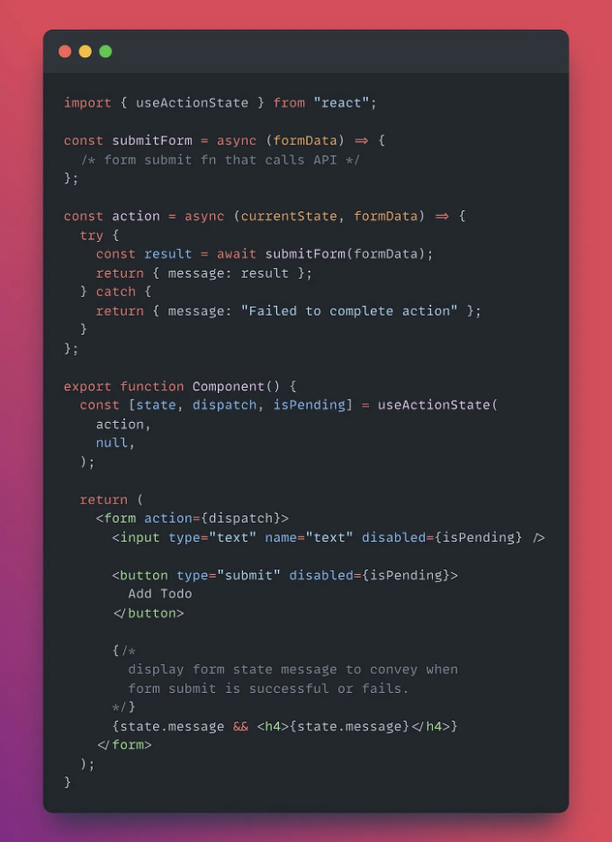 import { useActionState } from "react";
const submitForm = async (formData) => {
/* form submit fn that calls API */
};
const action = async (currentState, formData) => {
try {
const result = await submitForm(formData);
return { message: result };
} catch {
return { message: "Failed to complete action" };
}
};
export function Component() {
const [state, dispatch, isPending] = useActionState(
action,
null,
);
return (
<form action={dispatch}>
<input type="text" name="text" disabled={isPending} />
<button type="submit" disabled={isPending}>
Add Todo
</button>
{/*
display form state message to convey when
form submit is successful or fails.
*/}
{state.message && <h4>{state.message}</h4>}
</form>
);
}